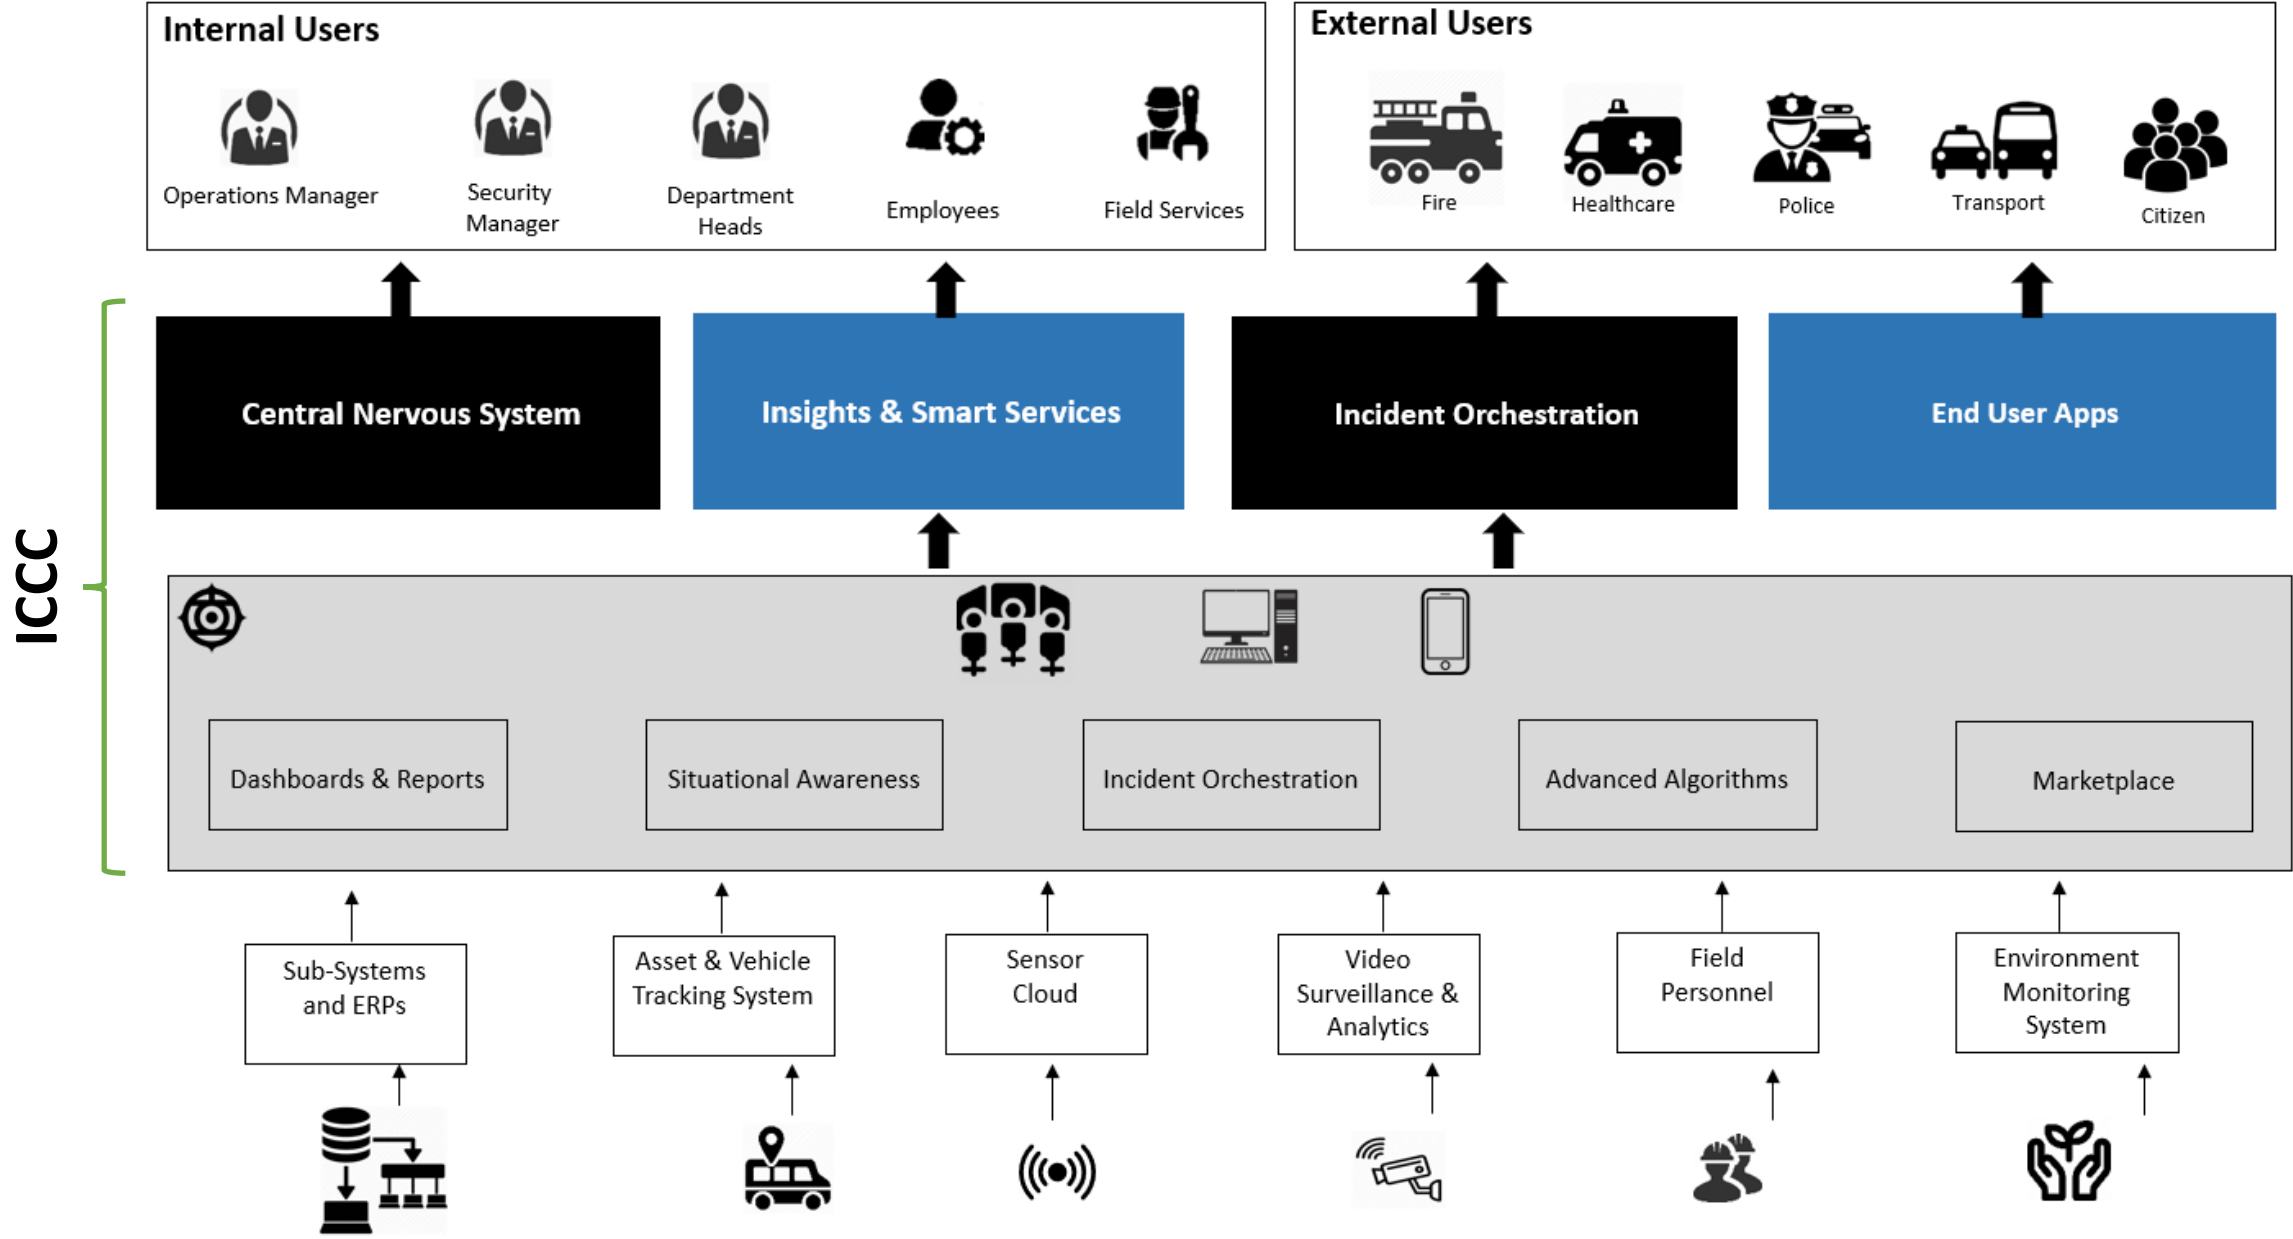 Internal Users
External Users
Operations Manager
Security
Manager
Department
Heads
Employees
Field Services
Fire
Healthcare
Police
Transport
Citizen
ICCC
Central Nervous System
Insights & Smart Services
Incident Orchestration
End User Apps
Dashboards & Reports
Situational Awareness
Incident Orchestration
Advanced Algorithms
Marketplace
Sub-Systems
and ERPs
Asset & Vehicle
Tracking System
Sensor
Cloud
Video
Surveillance &
Analytics
Field
Personnel
Environment
Monitoring
System